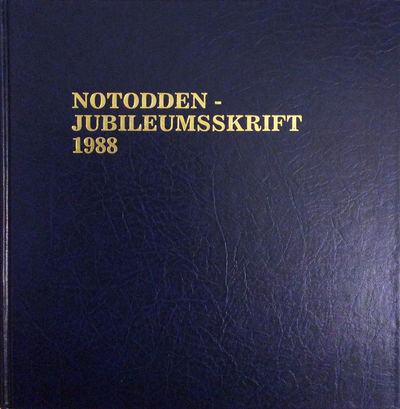 NOTODDEN -
JUBILEUMSSKRIFT
1988